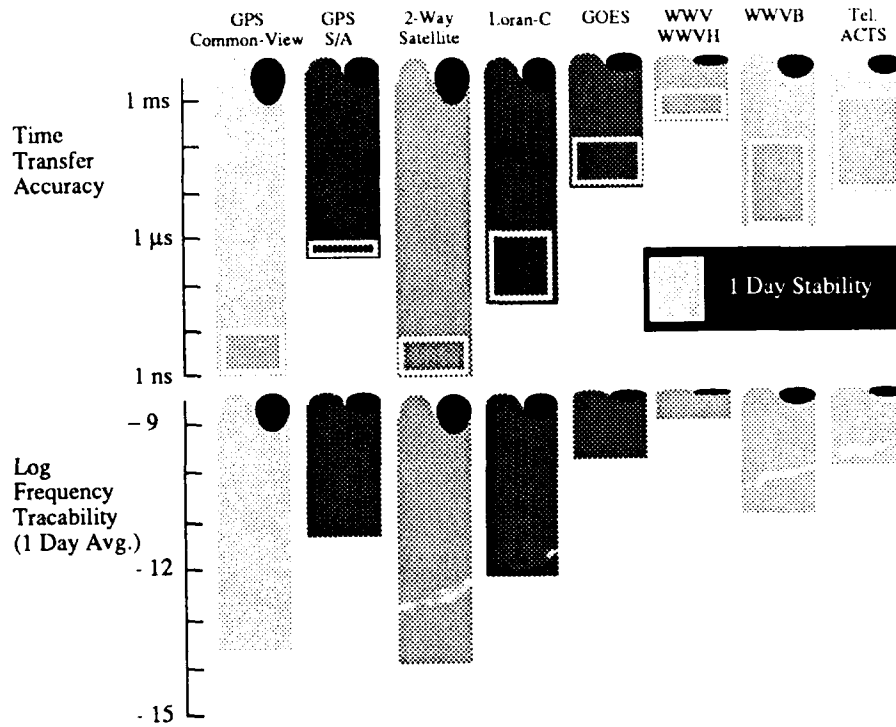 GPS
Common-View
GPS
S/A
2-Way
Satellite
Loran-C
GOES
WWV
WWVH
WWVB
Tel.
ACTS
1 ms
Time
Transfer
Accuracy
1 μs
1 Day Stability
1 ns
– 9
Log
Frequency
Tracability
(1 Day Avg.)
- 12
- 15